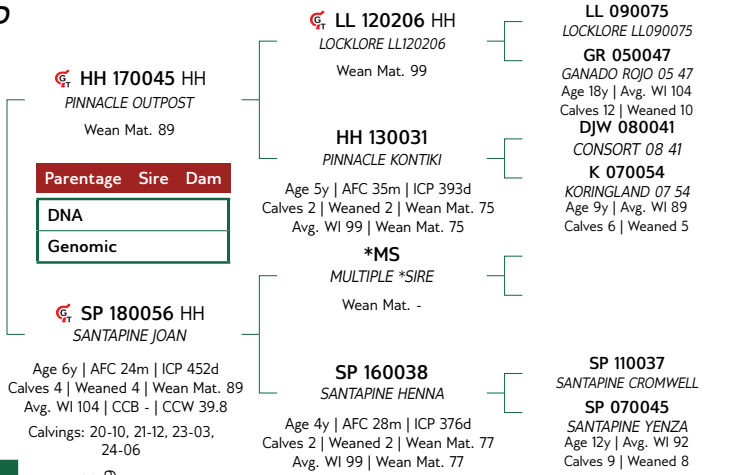 HH 170045 HH
PINNACLE OUTPOST
Wean Mat. 89
Parentage Sire Dam
DNA
Genomic
SP 180056 HH
SANTAPINE JOAN
Age 6y | AFC 24m | ICP 452d
Calves 4 | Weaned 4 | Wean Mat. 89
Avg. WI 104 | CCB - | CCW 39.8
Calvings: 20-10, 21-12, 23-03,
24-06
LL 120206 HH
LOCKLORE LL120206
Wean Mat. 99
HH 130031
PINNACLE KONTIKI
Age 5y | AFC 35m | ICP 393d
Calves 2 | Weaned 2 | Wean Mat. 75
Avg. WI 99 | Wean Mat. 75
*MS
MULTIPLE *SIRE
Wean Mat. -
SP 160038
SANTAPINE HENNA
Age 4y | AFC 28m | ICP 376d
Calves 2 | Weaned 2 | Wean Mat. 77
Avg. WI 99 | Wean Mat. 77
LL 090075
LOCKLORE LL090075
GR 050047
GANADO ROJO 05 47
Age 18y | Avg. WI 104
Calves 12 | Weaned 10
DJW 080041
CONSORT 08 41
K 070054
KORINGLAND 07 54
Age 9y | Avg. WI 89
Calves 6 | Weaned 5
SP 110037
SANTAPINE CROMWELL
SP 070045
SANTAPINE YENZA
Age 12y | Avg. WI 92
Calves 9 | Weaned 8